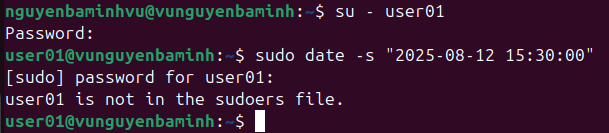 nguyenbaminhvu@vunguyenbaminh:~$ su - user01
Password:
user01@vunguyenbaminh:~$ sudo date -s "2025-08-12 15:30:00"
[sudo] password for user01:
user01 is not in the sudoers file.
user01@vunguyenbaminh:~$